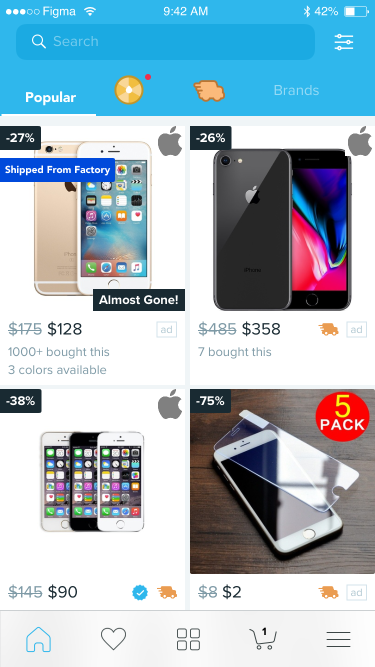 Figma
9:42 AM
42%
Search
Popular
Brands
-27%
Shipped From Factory
Almost Gone!
$175 $128
ad
1000+ bought this
3 colors available
-26%
iPhone
$485 $358
ad
7 bought this
-38%
$145 $90
-75%
5
PACK
$8 $2
ad
1